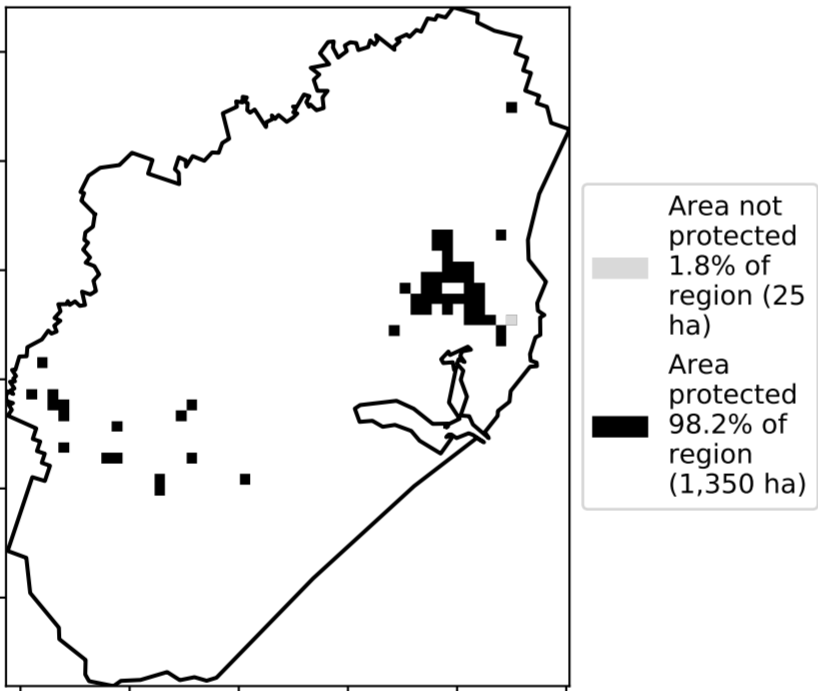 Area not
protected
1.8% of
region (25
ha)
Area
protected
98.2% of
region
(1,350 ha)